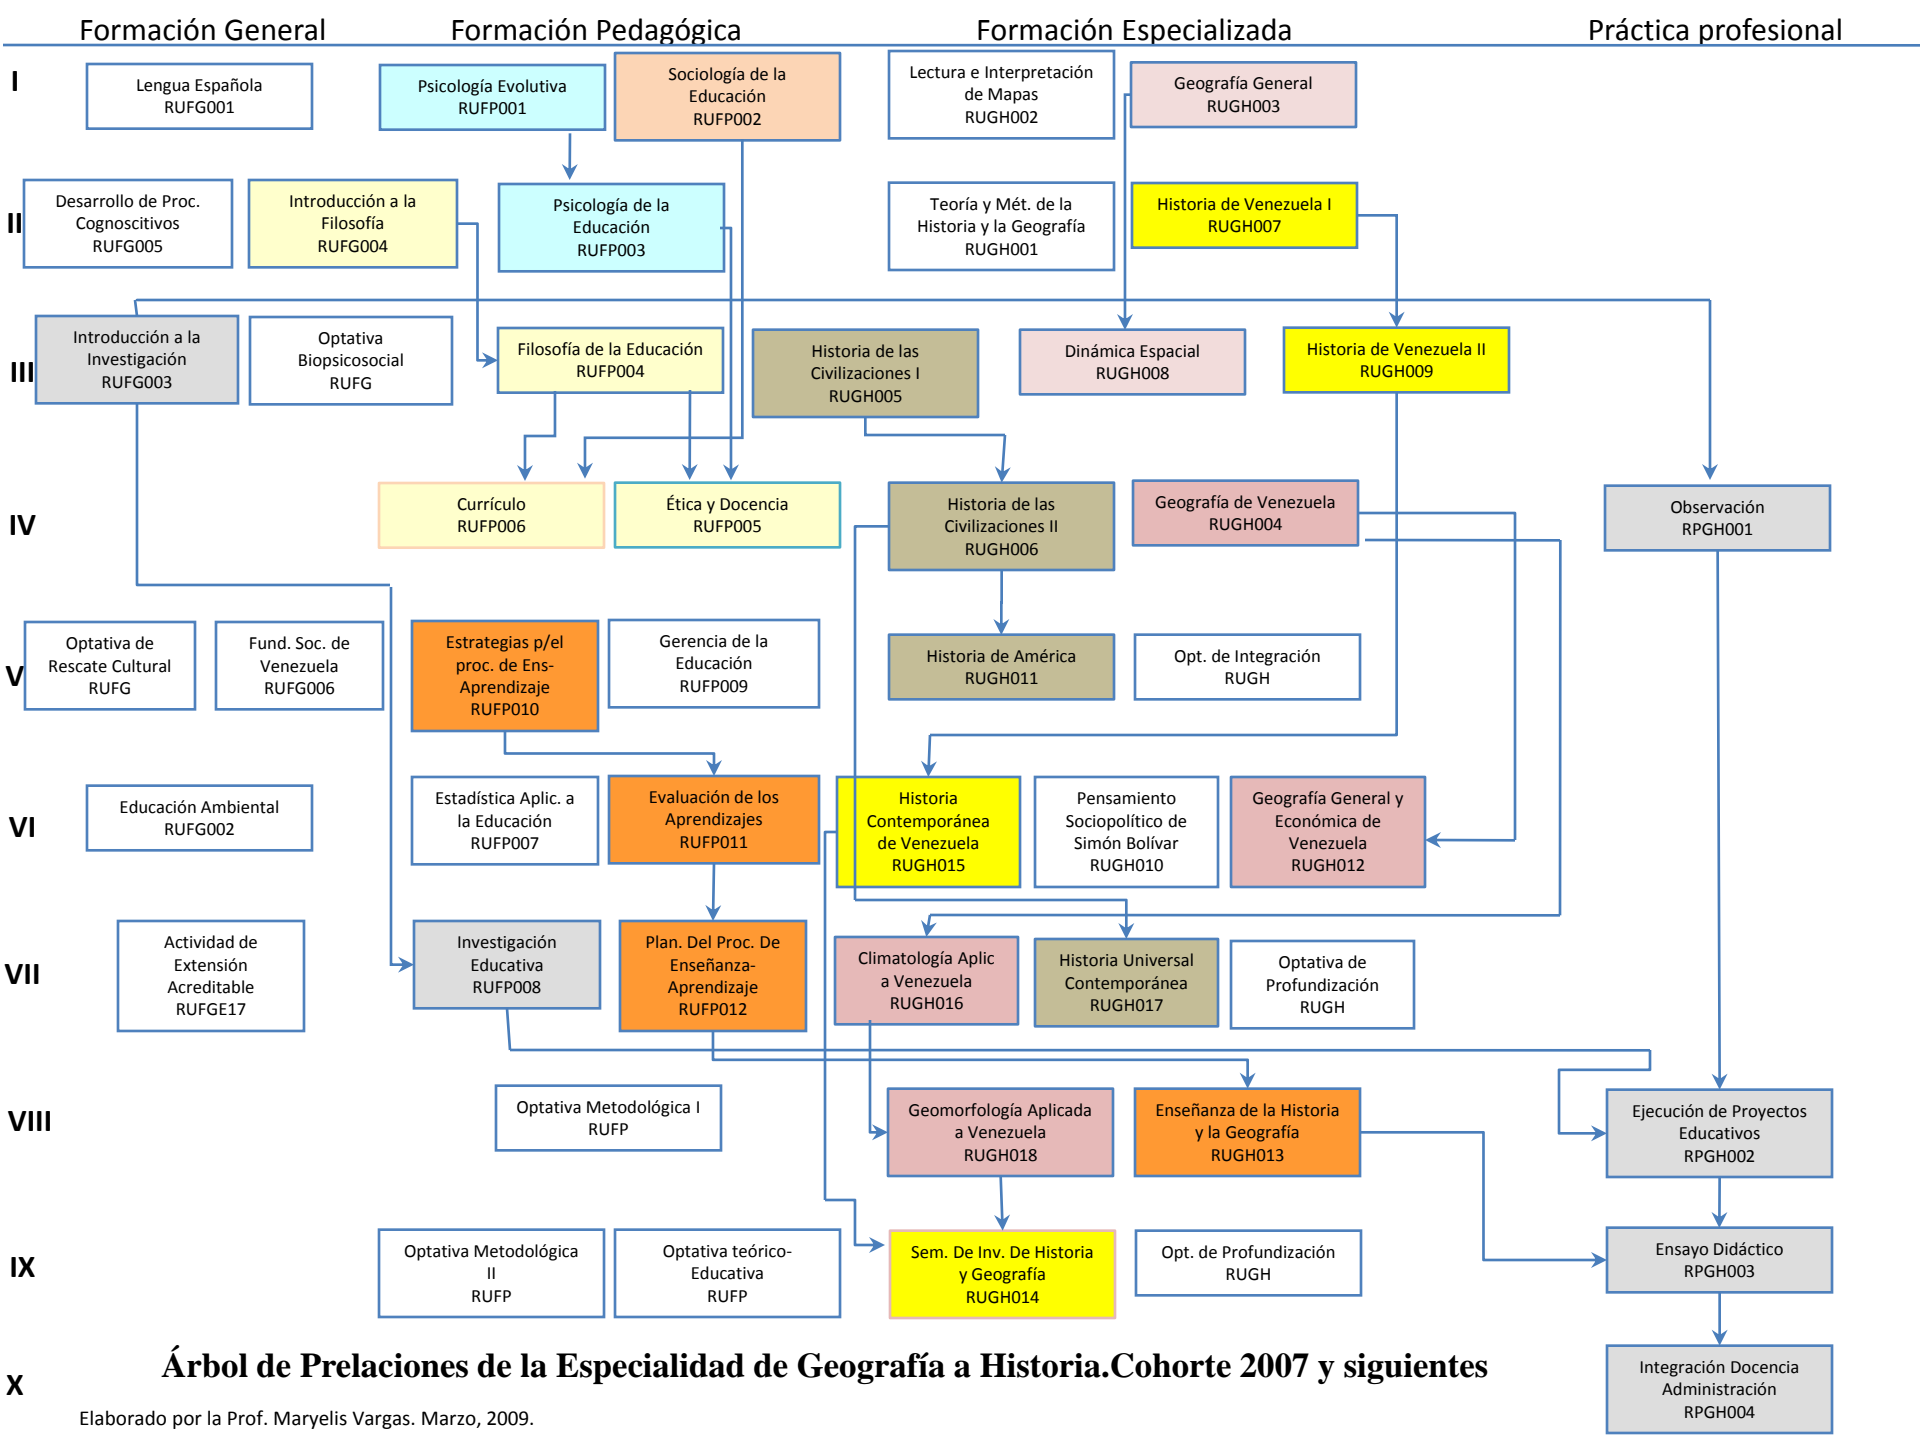 Formación General
Formación Pedagógica
Formación Especializada
Práctica profesional
I
Lengua Española
RUFG001
Psicología Evolutiva
RUFP001
Sociología de la
Educación
RUFP002
Lectura e Interpretación
de Mapas
RUGH002
Geografía General
RUGH003
II
Desarrollo de Proc.
Cognoscitivos
RUFG005
Introducción a la
Filosofía
RUFG004
Psicología de la
Educación
RUFP003
Teoría y Mét. de la
Historia y la Geografía
RUGH001
Historia de Venezuela I
RUGH007
III
Introducción a la
Investigación
RUFG003
Optativa
Biopsicosocial
RUFG
Filosofía de la Educación
RUFP004
Historia de las
Civilizaciones I
RUGH005
Dinámica Espacial
RUGH008
Historia de Venezuela II
RUGH009
IV
Currículo
RUFP006
Ética y Docencia
RUFP005
Historia de las
Civilizaciones II
RUGH006
Geografía de Venezuela
RUGH004
Observación
RPGH001
V
Optativa de
Rescate Cultural
RUFG
Fund. Soc. de
Venezuela
RUFG006
Estrategias p/el
proc. de Ens-
Aprendizaje
RUFP010
Gerencia de la
Educación
RUFP009
Historia de América
RUGH011
Opt. de Integración
RUGH
VI
Educación Ambiental
RUFG002
Estadística Aplic. a
la Educación
RUFP007
Evaluación de los
Aprendizajes
RUFP011
Historia
Contemporánea
de Venezuela
RUGH015
Pensamiento
Sociopolítico de
Simón Bolívar
RUGH010
Geografía General y
Económica de
Venezuela
RUGH012
VII
Actividad de
Extensión
Acreditable
RUFGE17
Investigación
Educativa
RUFP008
Plan. Del Proc. De
Enseñanza-
Aprendizaje
RUFP012
Climatología Aplic
a Venezuela
RUGH016
Historia Universal
Contemporánea
RUGH017
Optativa de
Profundización
RUGH
VIII
Optativa Metodológica I
RUFP
Geomorfología Aplicada
a Venezuela
RUGH018
Enseñanza de la Historia
y la Geografía
RUGH013
Ejecución de Proyectos
Educativos
RPGH002
IX
Optativa Metodológica
II
RUFP
Optativa teórico-
Educativa
RUFP
Sem. De Inv. De Historia
y Geografía
RUGH014
Opt. de Profundización
RUGH
Ensayo Didáctico
RPGH003
X
Árbol de Prelaciones de la Especialidad de Geografía a Historia.Cohorte 2007 y siguientes
Integración Docencia
Administración
RPGH004
Elaborado por la Prof. Maryelis Vargas. Marzo, 2009.